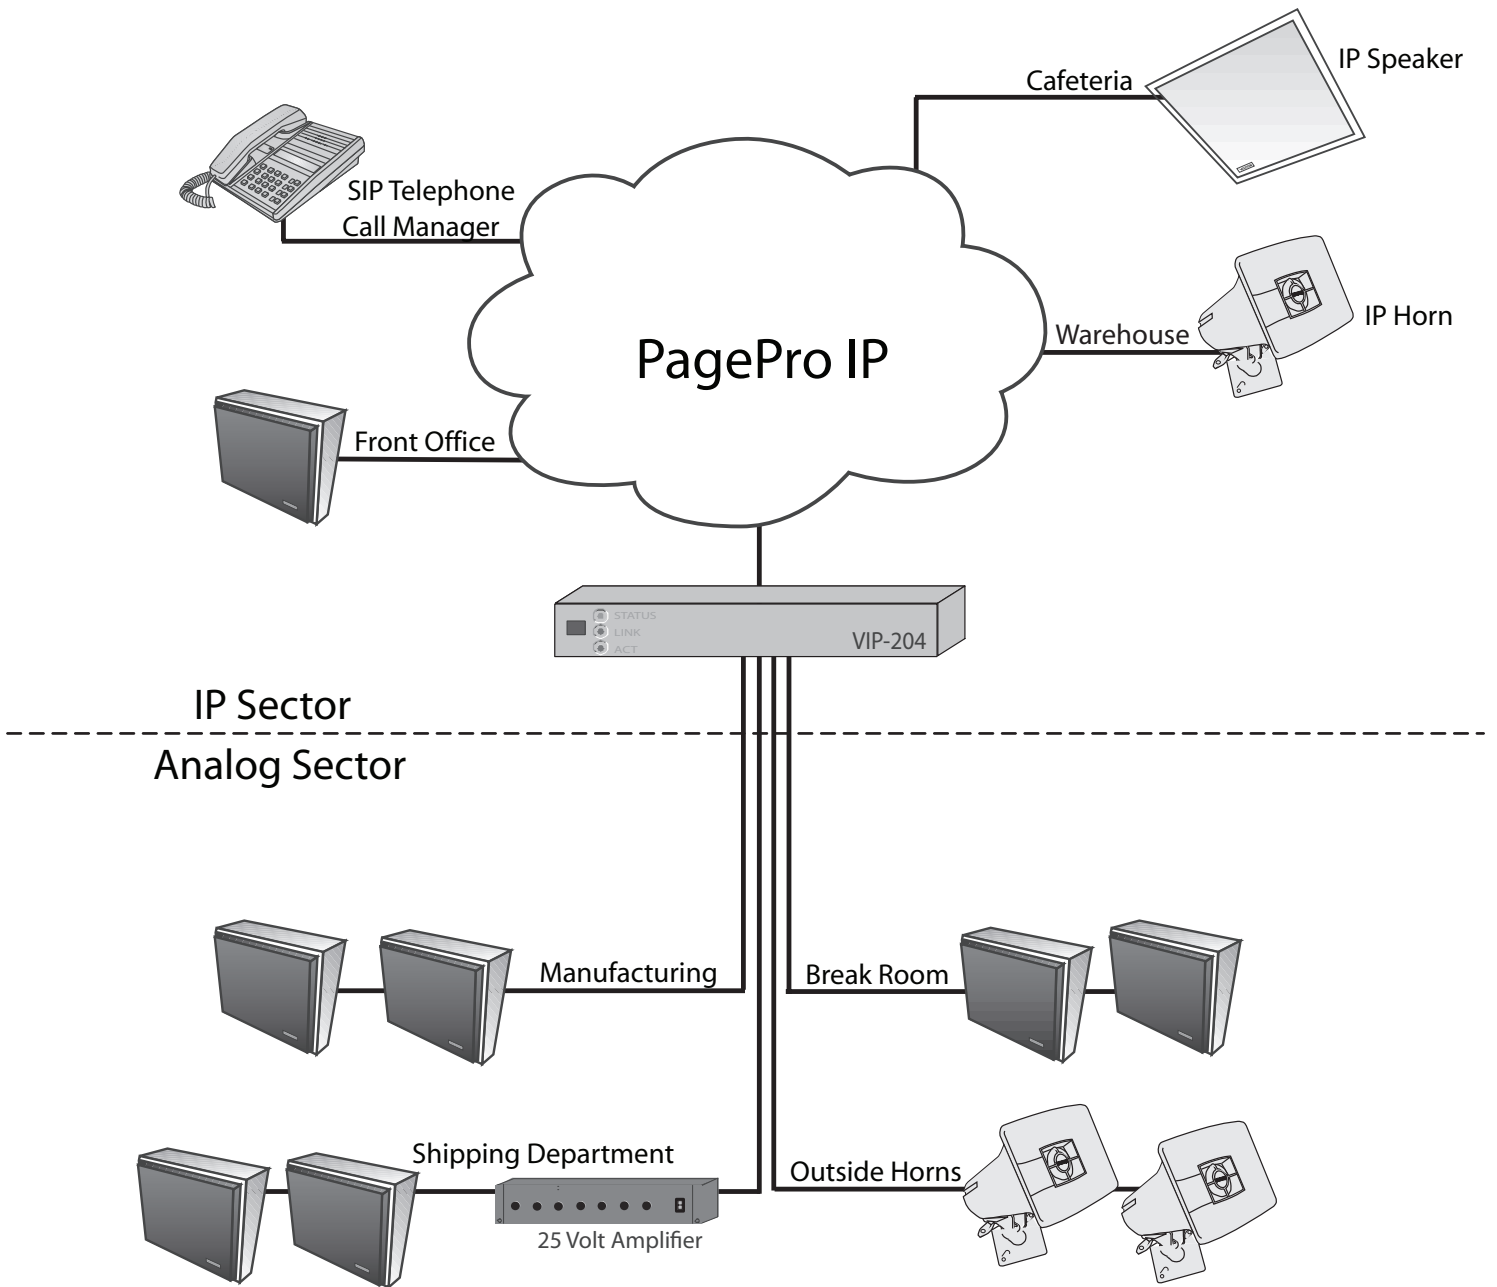 Cafeteria
IP Speaker
SIP Telephone
Call Manager
Warehouse
IP Horn
PagePro IP
Front Office
STATUS
LINK
ACT
VIP-204
IP Sector
Analog Sector
Manufacturing
Break Room
Shipping Department
Outside Horns
25 Volt Amplifier